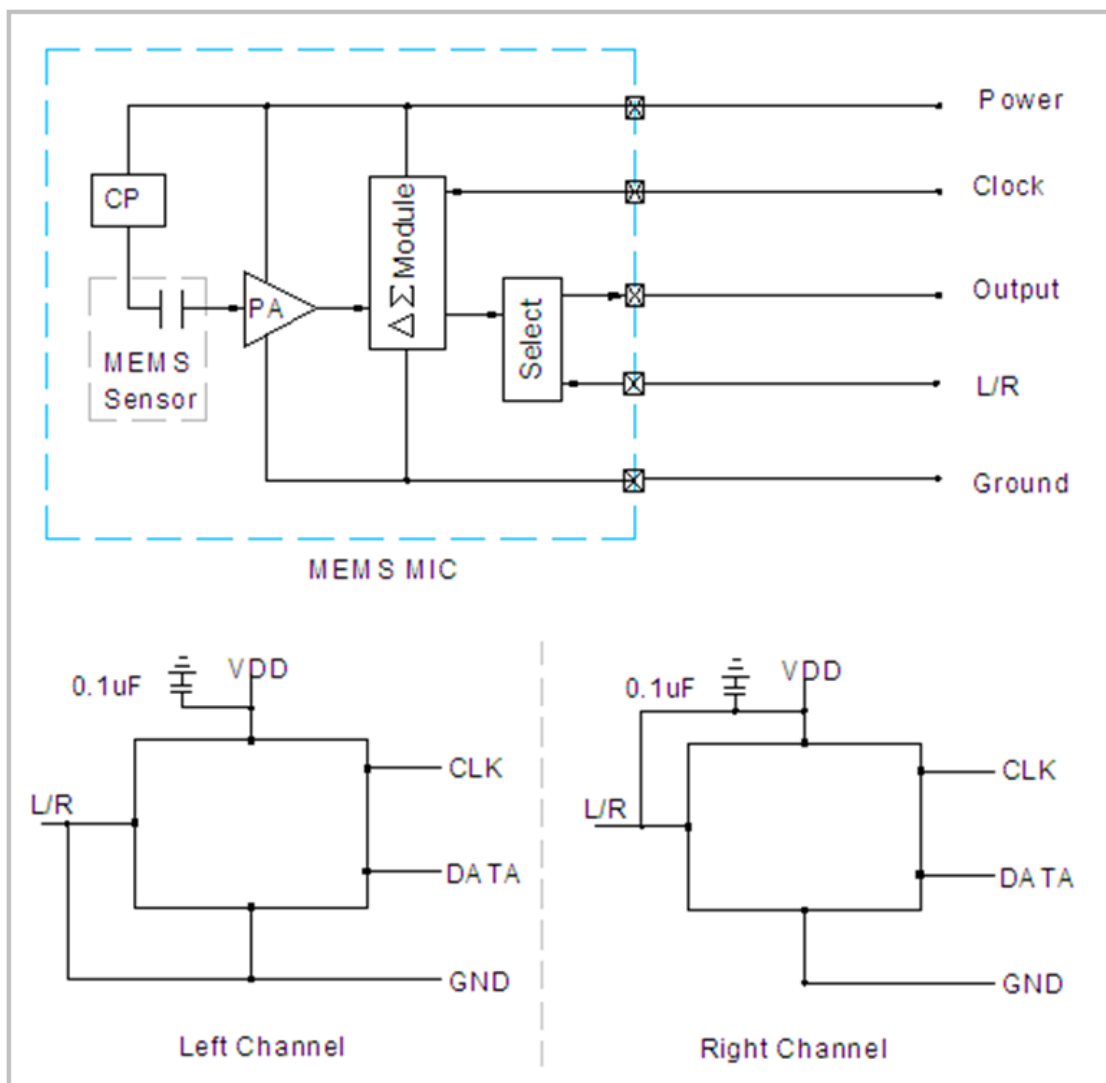 Power
CP
Clock
ΔΣ Module
PA
Output
Select
MEMS
Sensor
L/R
Ground
MEMS MIC
0.1uF
VDD
CLK
L/R
DATA
GND
Left Channel
0.1uF
VDD
CLK
L/R
DATA
GND
Right Channel